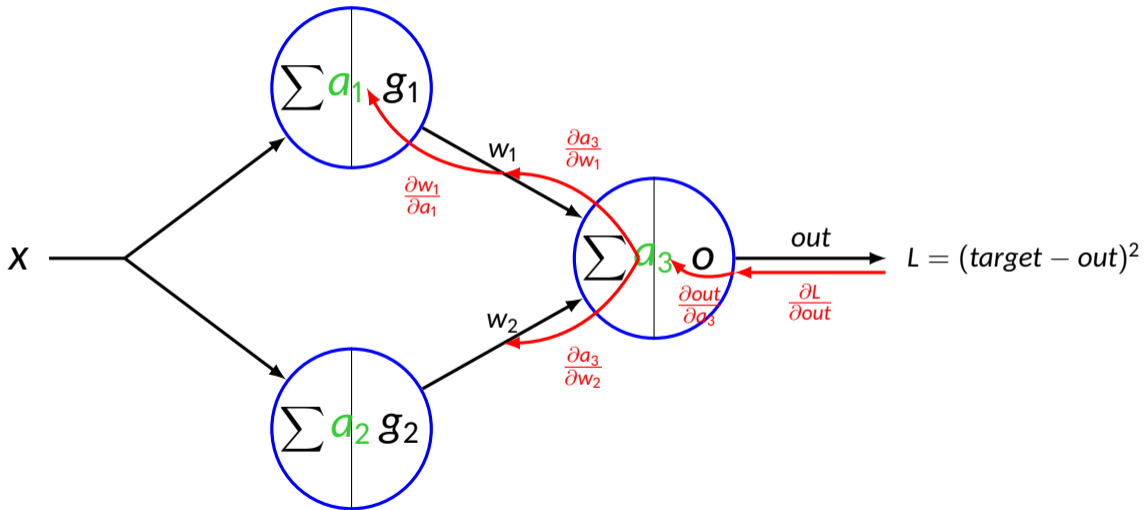 ∑ a₁ g₁
w₁
∂a₃/∂w₁
∂w₁/∂a₁
X
∑ a₃ o
out
L = (target − out)²
∂out/∂a₃
∂L/∂out
w₂
∂a₃/∂w₂
∑ a₂ g₂